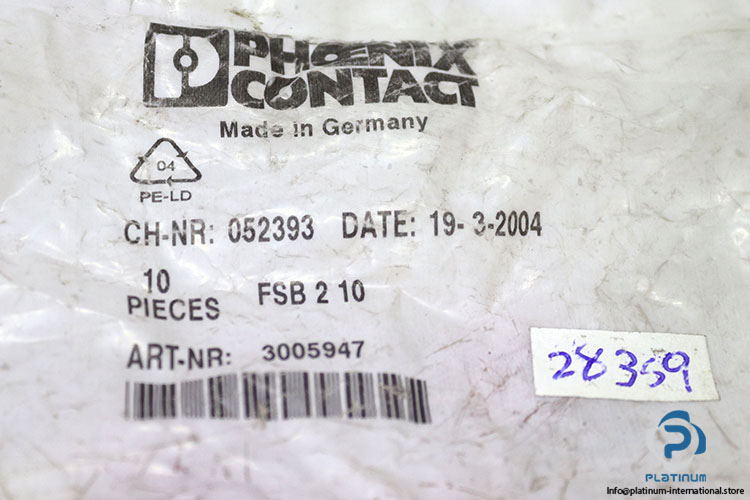 PHŒNIX
CONTACT
Made in Germany
04
PE-LD
CH-NR: 052393 DATE: 19- 3-2004
10
PIECES FSB 2 10
ART-NR: 3005947
28359
PLATINUM
Info@platinum-international.store